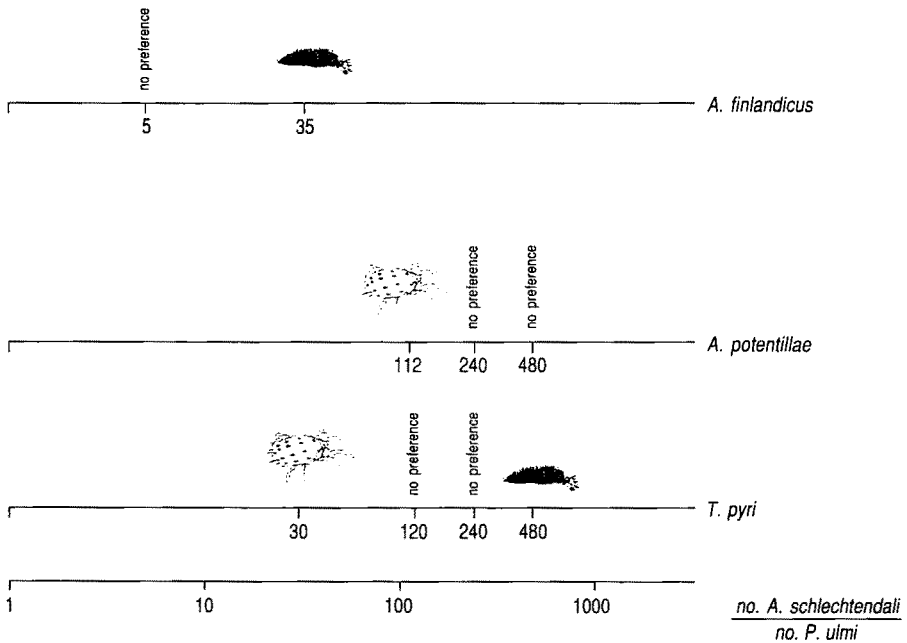 no preference
A. finlandicus
5 35
no preference no preference
A. potentillae
112 240 480
no preference no preference
T. pyri
30 120 240 480
1 10 100 1000
no. A. schlechtendali
no. P. ulmi